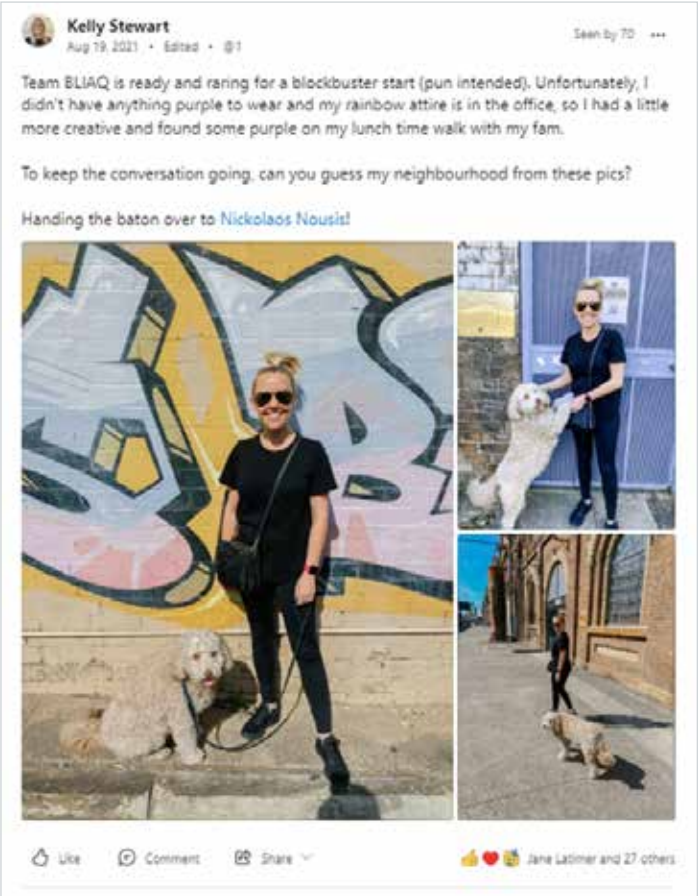 Kelly Stewart
Aug 19, 2021 • Edited • @1
Seen by 70
Team BLIAQ is ready and raring for a blockbuster start (pun intended). Unfortunately, I
didn't have anything purple to wear and my rainbow attire is in the office, so I had a little
more creative and found some purple on my lunch time walk with my fam.
To keep the conversation going, can you guess my neighbourhood from these pics?
Handing the baton over to Nickolaos Nousis!
Like
Comment
Share
Jane Latimer and 27 others